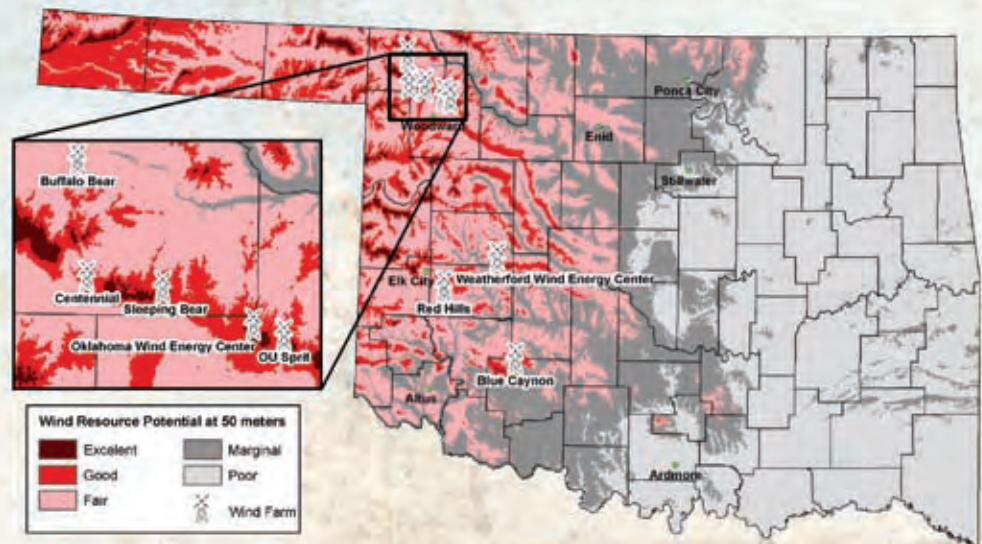 Ponca City
Woodward
Enid
Stillwater
Buffalo Bear
Elk City
Weatherford Wind Energy Center
Centennial
Sleeping Bear
Red Hills
Oklahoma Wind Energy Center
OU Sprit
Blue Caynon
Altus
Ardmore
Wind Resource Potential at 50 meters
Excelent
Marginal
Good
Poor
Fair
Wind Farm